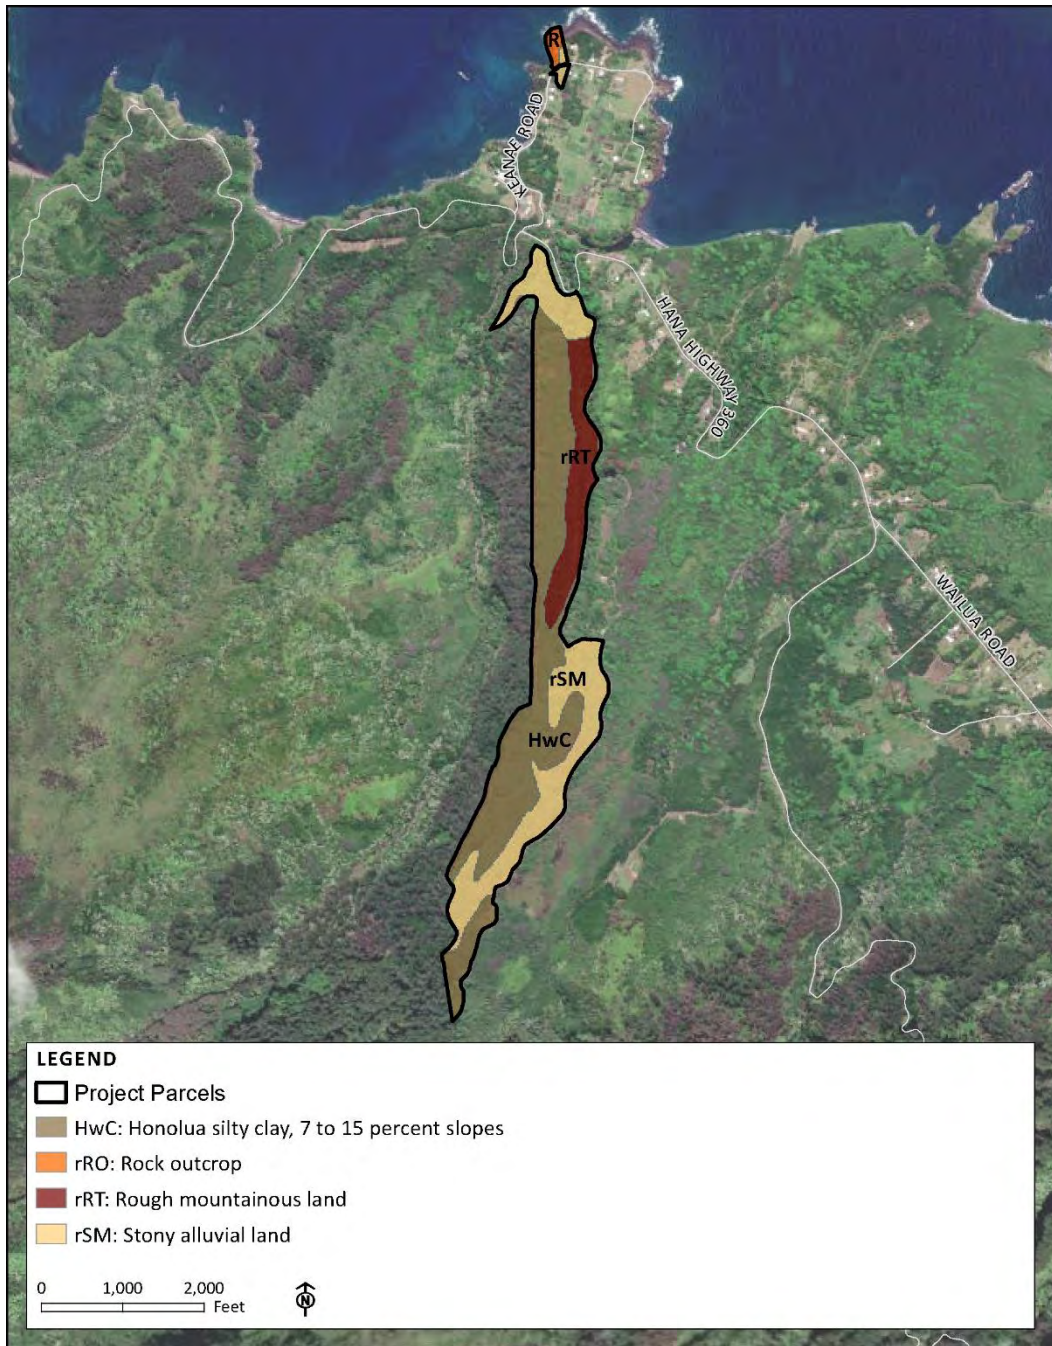 R
KEANAE ROAD
HANA HIGHWAY 360
rRT
WAILUA ROAD
rSM
HwC
LEGEND
Project Parcels
HwC: Honolua silty clay, 7 to 15 percent slopes
rRO: Rock outcrop
rRT: Rough mountainous land
rSM: Stony alluvial land
0 1,000 2,000
Feet
N